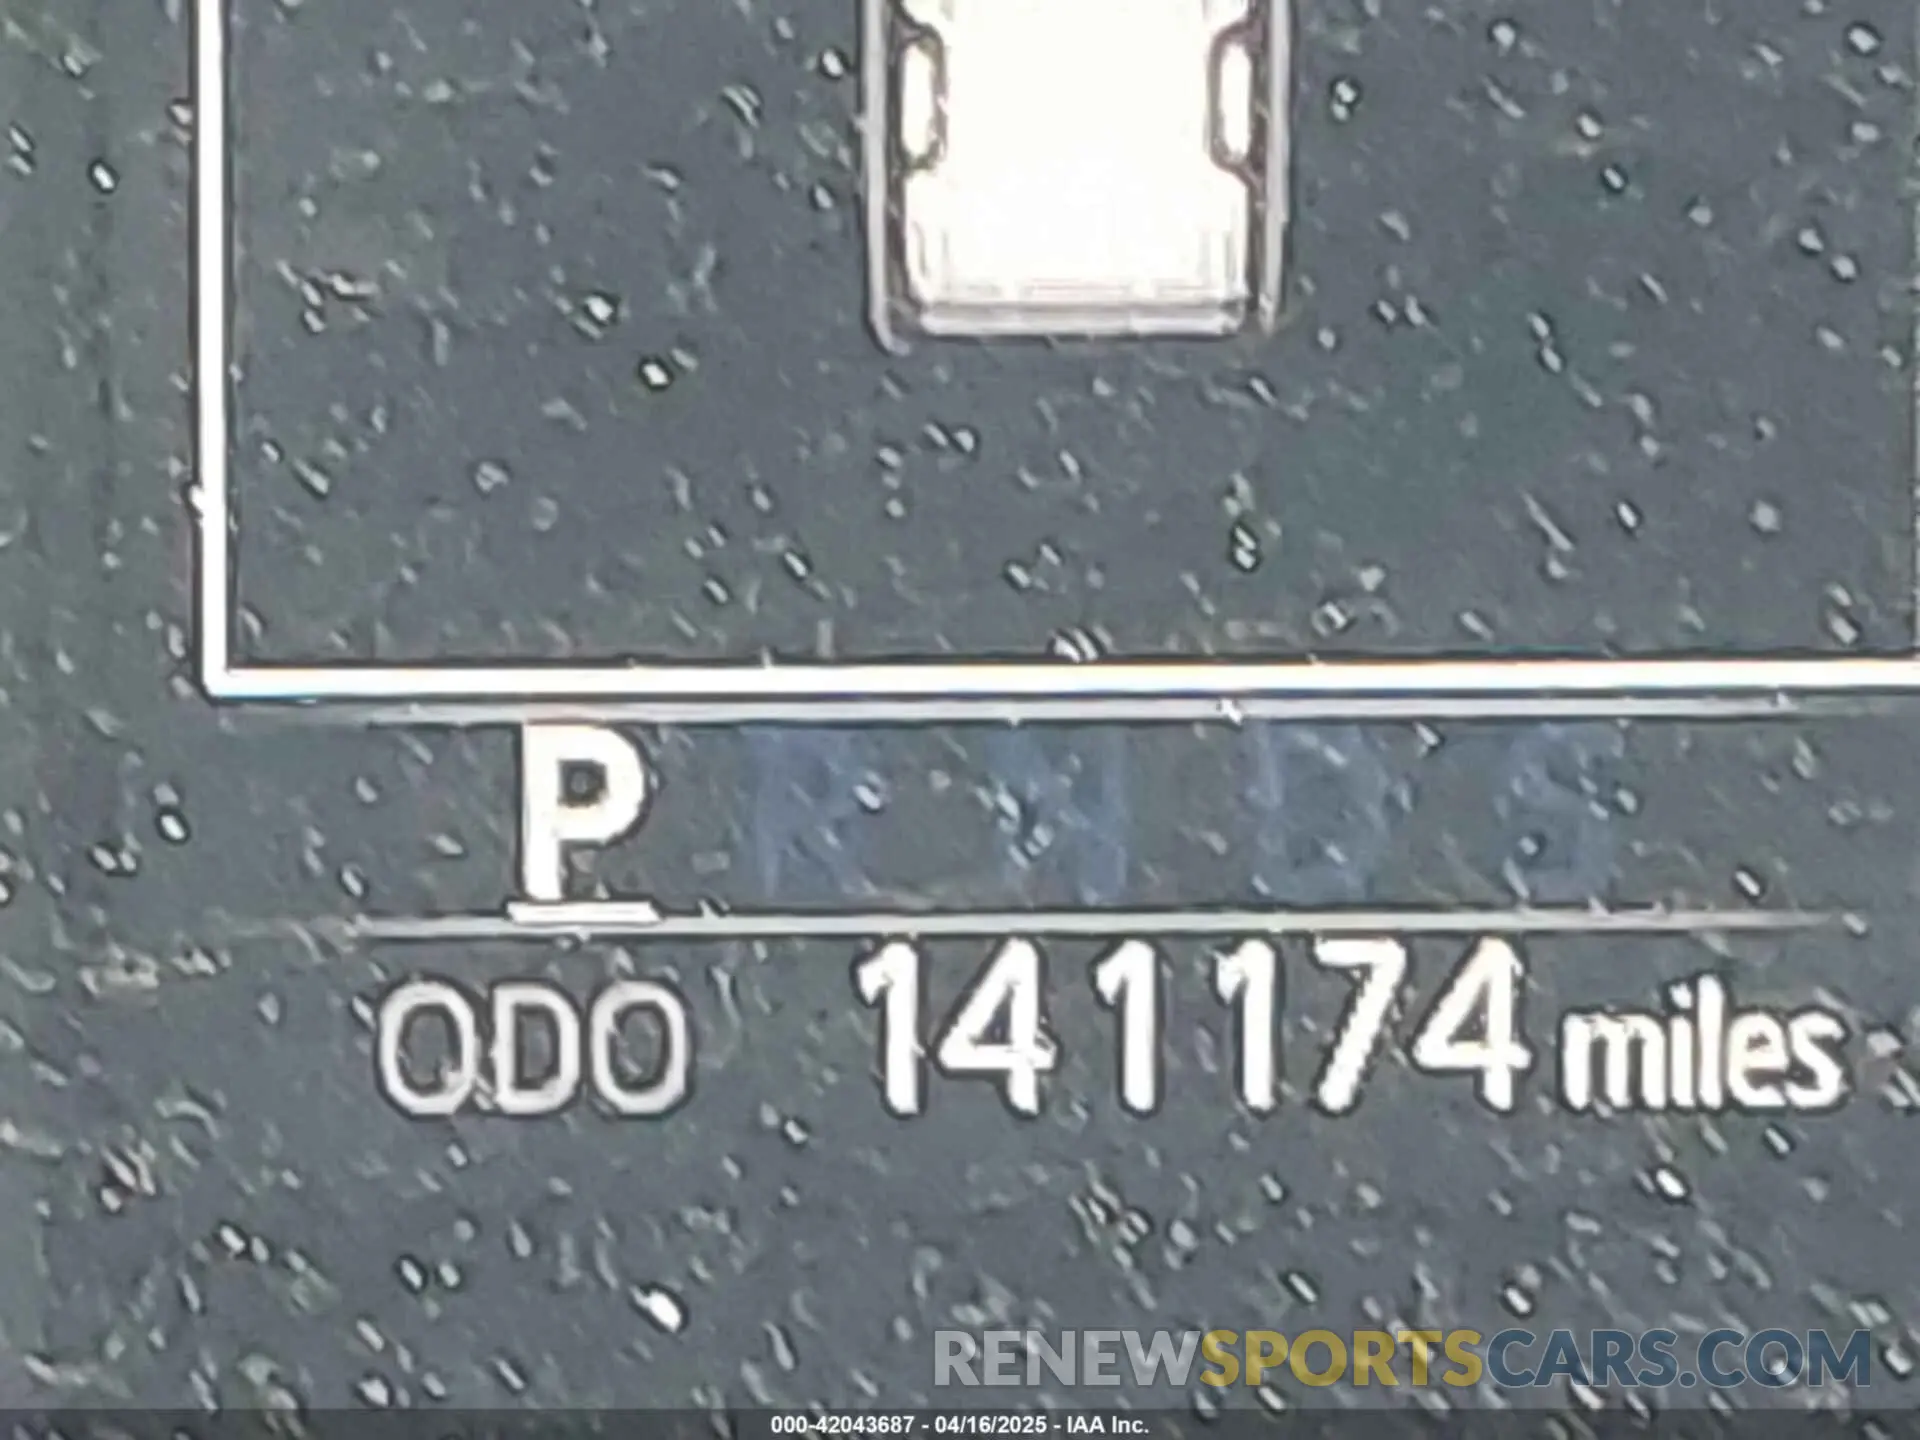 P R N D S
ODO 141174 miles
RENEWSPORTSCARS.COM
000-42043687 - 04/16/2025 - IAA Inc.